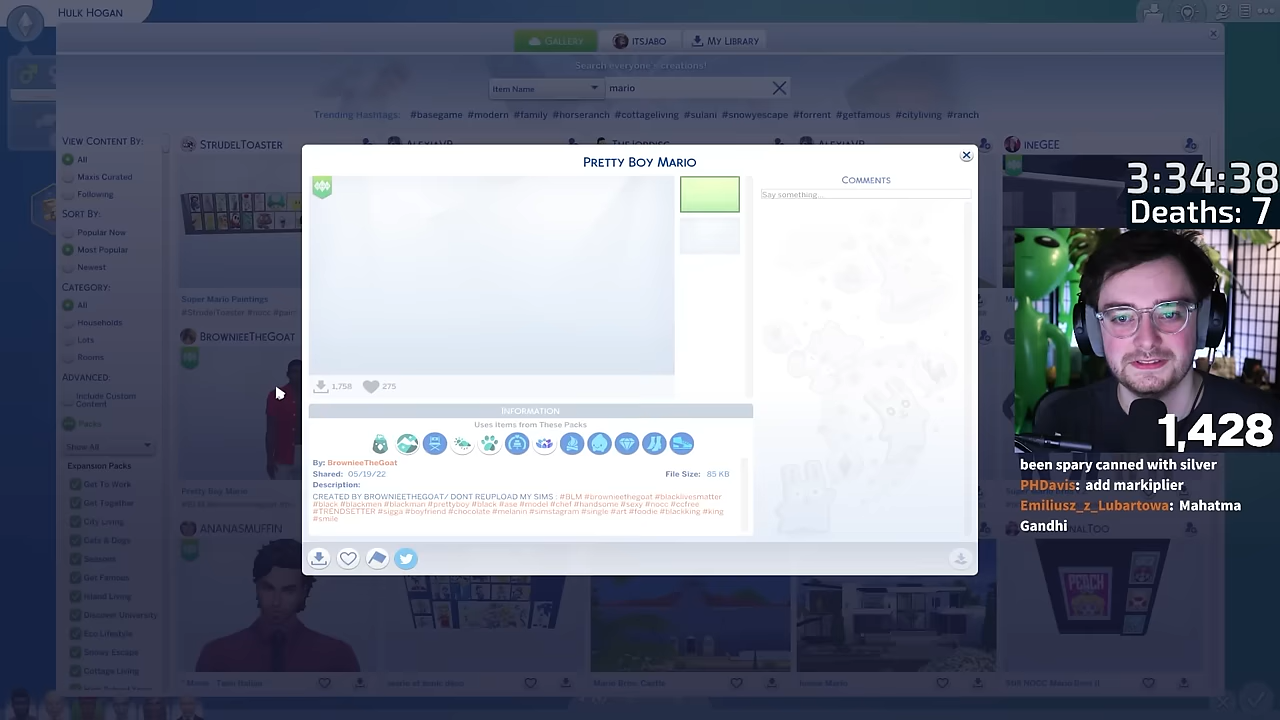 HULK HOGAN
GALLERY
ITSJABO
MY LIBRARY
Search everyone's creations!
Item Name
mario
Trending Hashtags: #basegame #modern #family #horseranch #cottageliving #sulani #snowyescape #forrent #getfamous #cityliving #ranch
VIEW CONTENT BY:
All
Maxis Curated
Following
SORT BY:
Popular Now
Most Popular
Newest
CATEGORY:
All
Households
Lots
Rooms
ADVANCED:
Include Custom
Content
Packs
Show All
Expansion Packs
Get To Work
Get Together
City Living
Cats & Dogs
Seasons
Get Famous
Island Living
Discover University
Eco Lifestyle
Snowy Escape
Cottage Living
STRUDELTOASTER
INEGEE
Super Mario Paintings
BROWNIETHEGOAT
Pretty Boy Mario
ANANASMUFFIN
PEACH
Mario Bros. Castle
PRETTY BOY MARIO
1,758
275
INFORMATION
Uses Items from These Packs
By: BrownieeTheGoat
Shared: 05/19/22
File Size: 85 KB
Description:
CREATED BY BROWNIEETHEGOAT/ DONT REUPLOAD MY SIMS : #BLM #brownieethegoat #blacklivesmatter
#black #blackmen #blackman #prettyboy #black #ase #model #chef #handsome #sexy #nocc #ccfree
#TRENDSETTER #sigga #boyfriend #chocolate #melanin #simstagram #single #art #foodie #blackking #king
#smile
COMMENTS
Say something...
3:34:38
Deaths: 7
1,428
been spary canned with silver
PHDavis: add markiplier
Emiliusz_z_Lubartowa: Mahatma
Gandhi